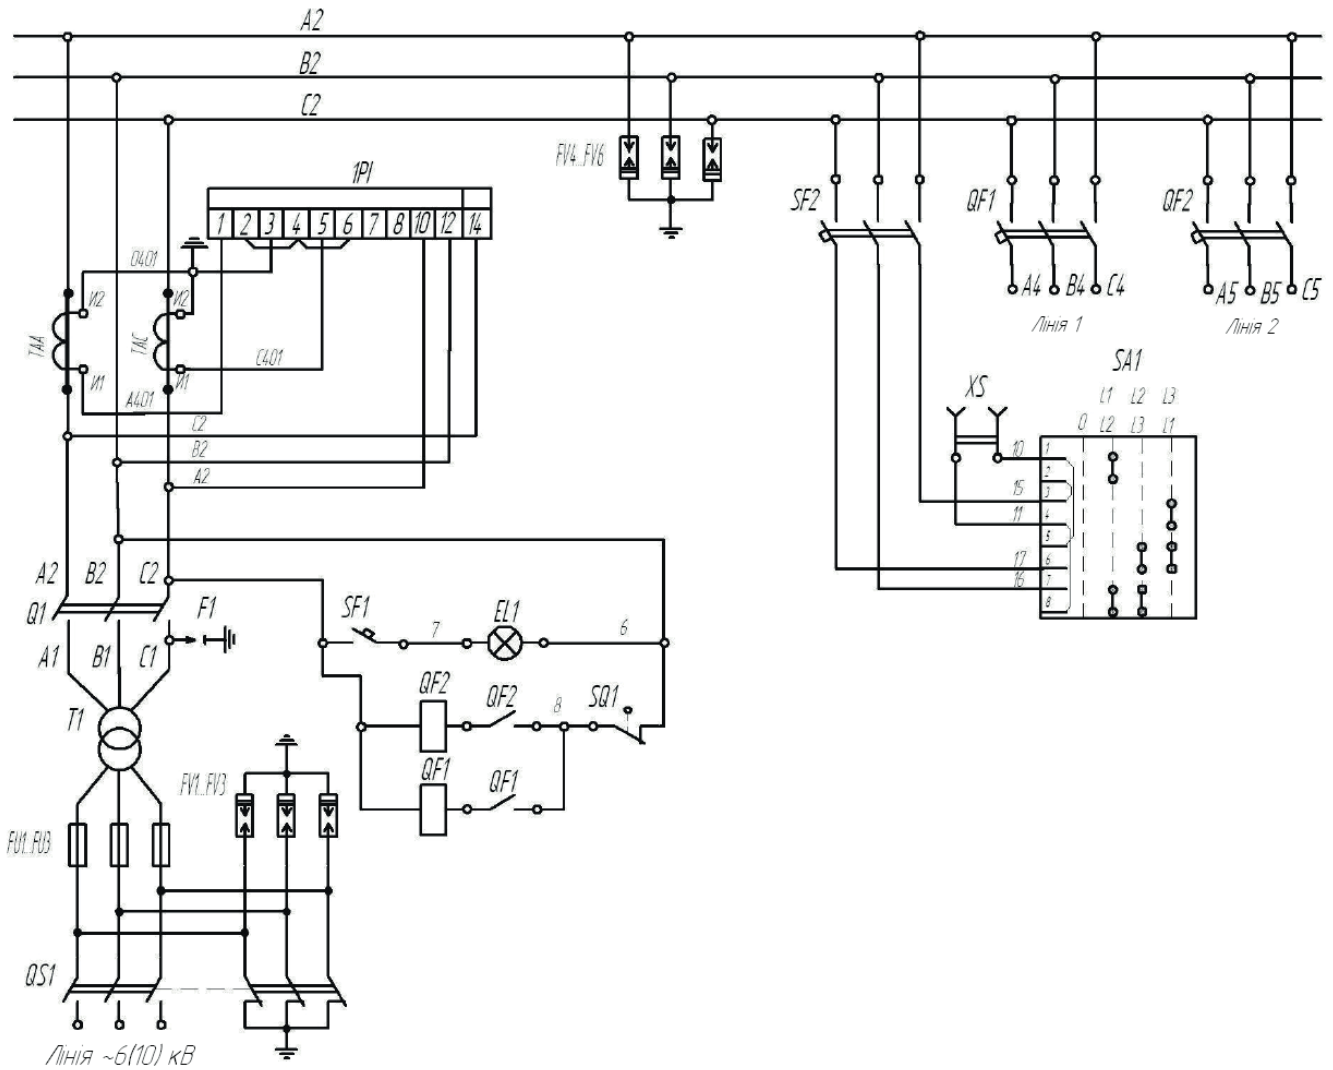 A2
B2
C2
FV4...FV6
1PI
1 2 3 4 5 6 7 8 10 12 14
SF2
QF1
QF2
0401
И2
И2
TAA
TAC
И1
И1
C401
A401
C2
B2
A2
A4 B4 C4
A5 B5 C5
Лінія 1
Лінія 2
SA1
XS
L1 L2 L3
0 L2 L3 L1
10
15
11
17
16
1
2
3
4
5
6
7
8
A2 B2 C2
Q1
F1
A1 B1 C1
SF1
7
EL1
6
T1
QF2
QF2
8
SQ1
QF1
QF1
FV1...FV3
FU1...FU3
QS1
Лінія ~6(10) кВ